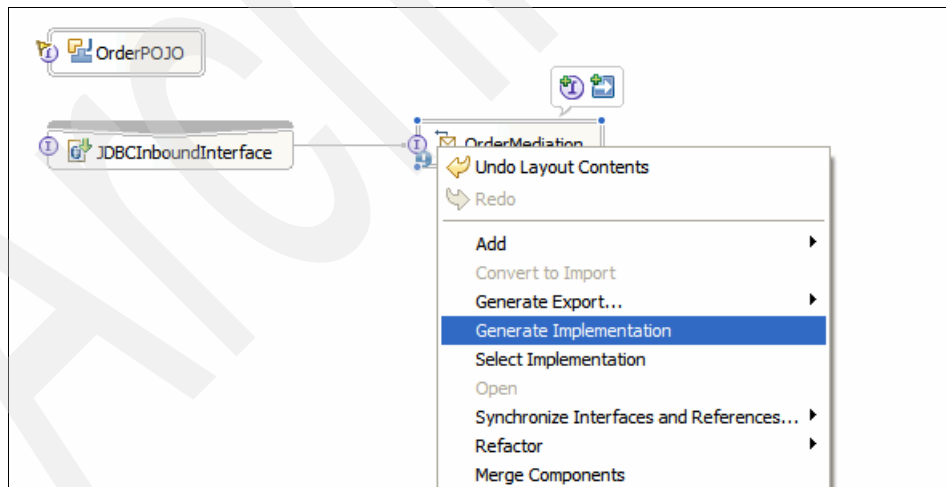 OrderPOJO
JDBCInboundInterface
OrderMediation
Undo Layout Contents
Redo
Add
Convert to Import
Generate Export...
Generate Implementation
Select Implementation
Open
Synchronize Interfaces and References...
Refactor
Merge Components